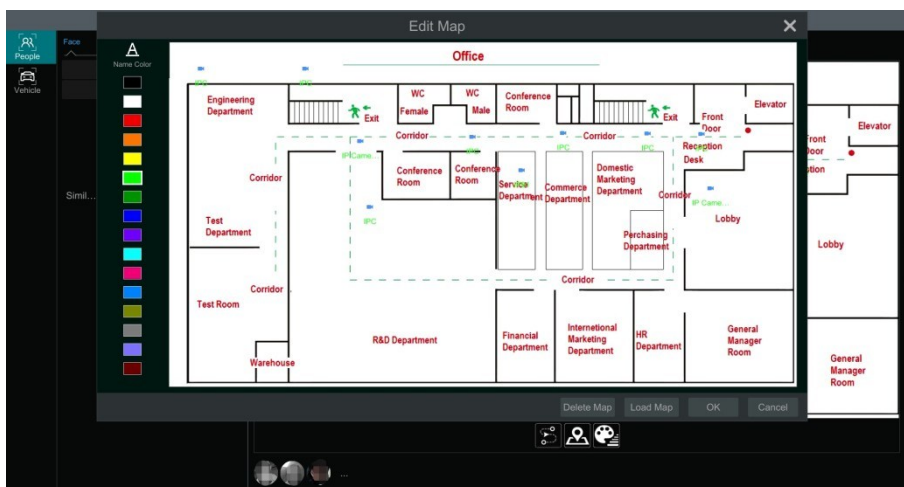 Edit Map
People
Vehicle
Face
Simil...
Name Color
Office
IPC
IPC
Engineering
Department
WC
Female
WC
Male
Conference
Room
Exit
Exit
Front
Door
Elevator
Corridor
Corridor
IP Came...
IPC
IPC
IPC
Reception
Desk
Corridor
Conference
Room
Conference
Room
Service
Department
Commerce
Department
Domestic
Marketing
Department
Corridor
IP Came...
Lobby
IPC
Test
Department
Perchasing
Department
Corridor
Corridor
Test Room
R&D Department
Financial
Department
International
Marketing
Department
HR
Department
General
Manager
Room
Warehouse
Front
Door
Elevator
Lobby
General
Manager
Room
Delete Map
Load Map
OK
Cancel
...